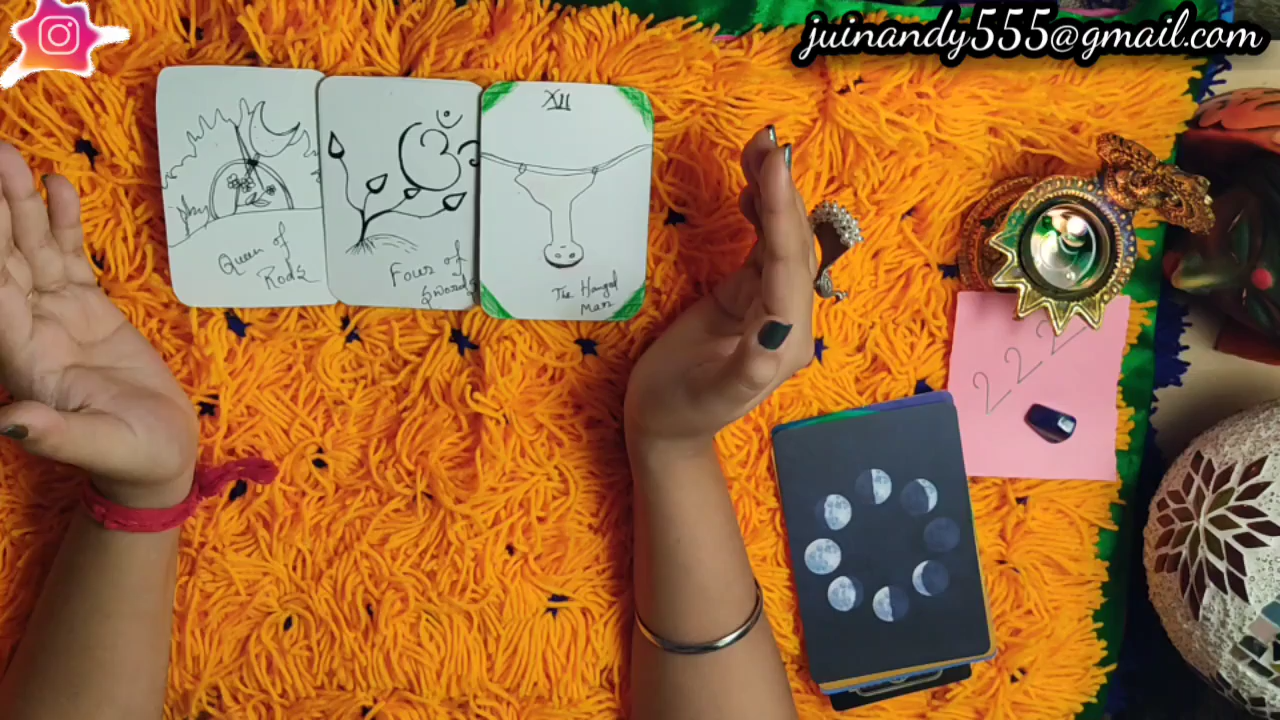 juinandy555@gmail.com
XII
Queen of
Rods
ॐ
Four of
Swords
The Hanged
Man
222